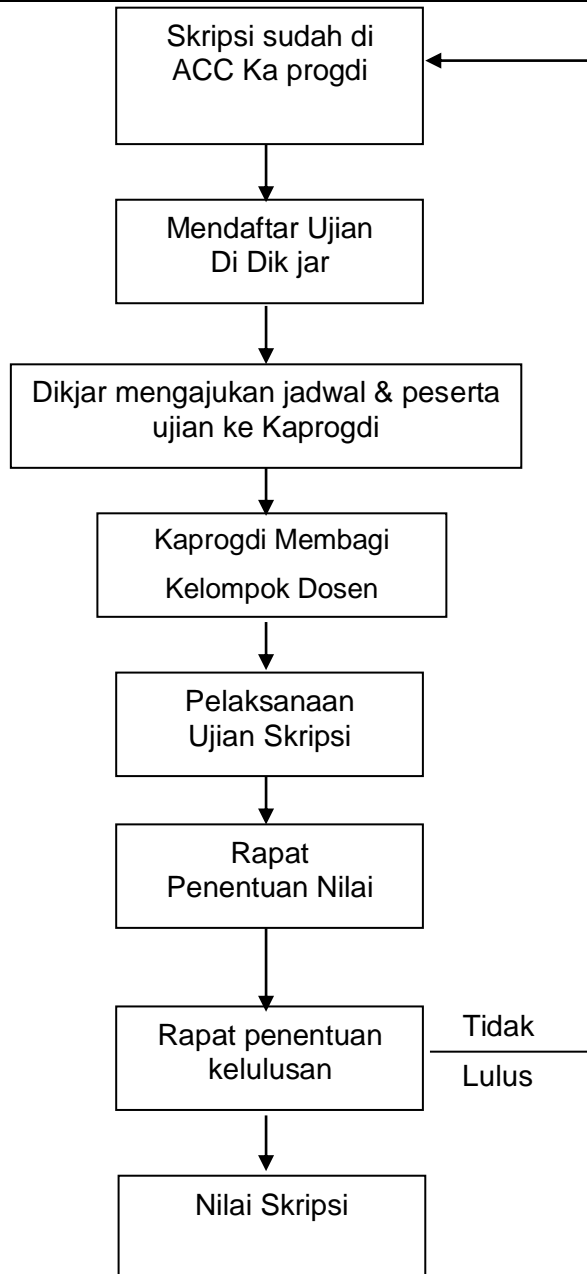 Skripsi sudah di
ACC Ka progdi
Mendaftar Ujian
Di Dik jar
Dikjar mengajukan jadwal & peserta
ujian ke Kaprogdi
Kaprogdi Membagi
Kelompok Dosen
Pelaksanaan
Ujian Skripsi
Rapat
Penentuan Nilai
Rapat penentuan
kelulusan
Tidak
Lulus
Nilai Skripsi